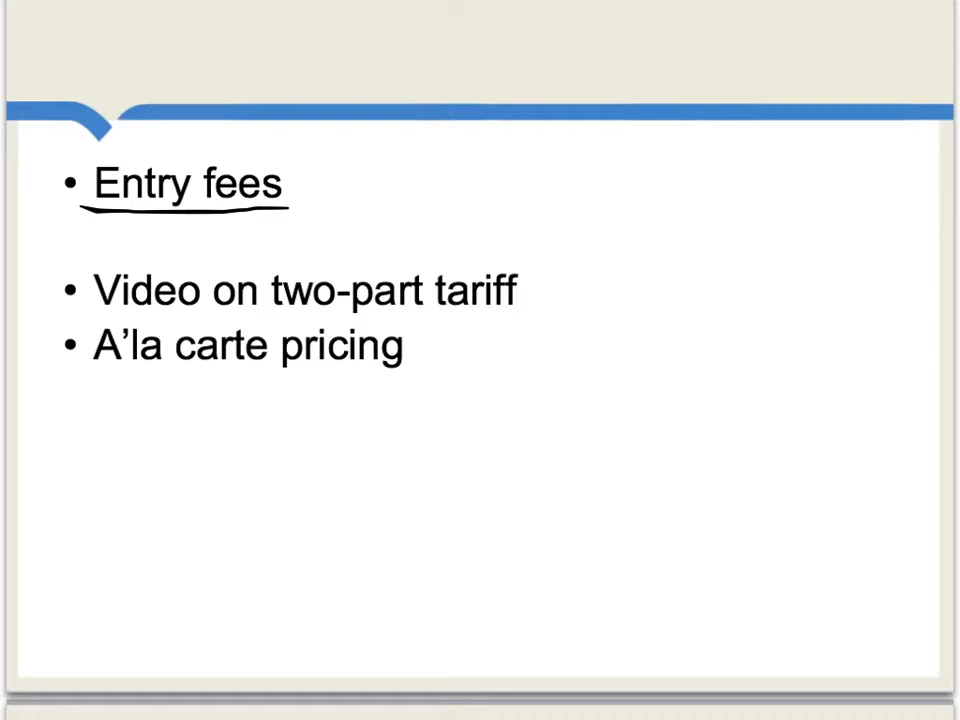 • Entry fees
• Video on two-part tariff
• A’la carte pricing